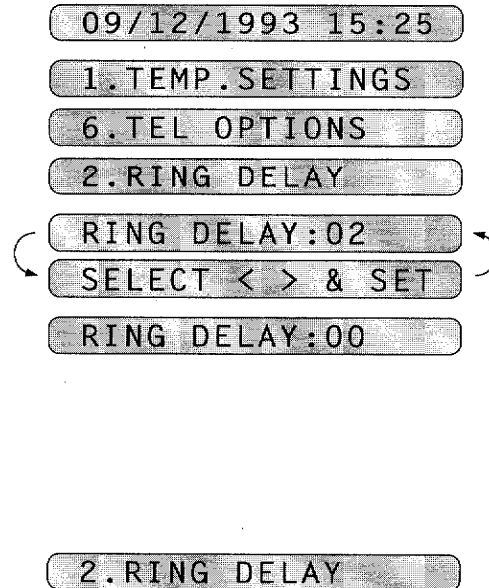 09/12/1993 15:25
1.TEMP.SETTINGS
6.TEL OPTIONS
2.RING DELAY
RING DELAY:02
SELECT < > & SET
RING DELAY:00
2.RING DELAY